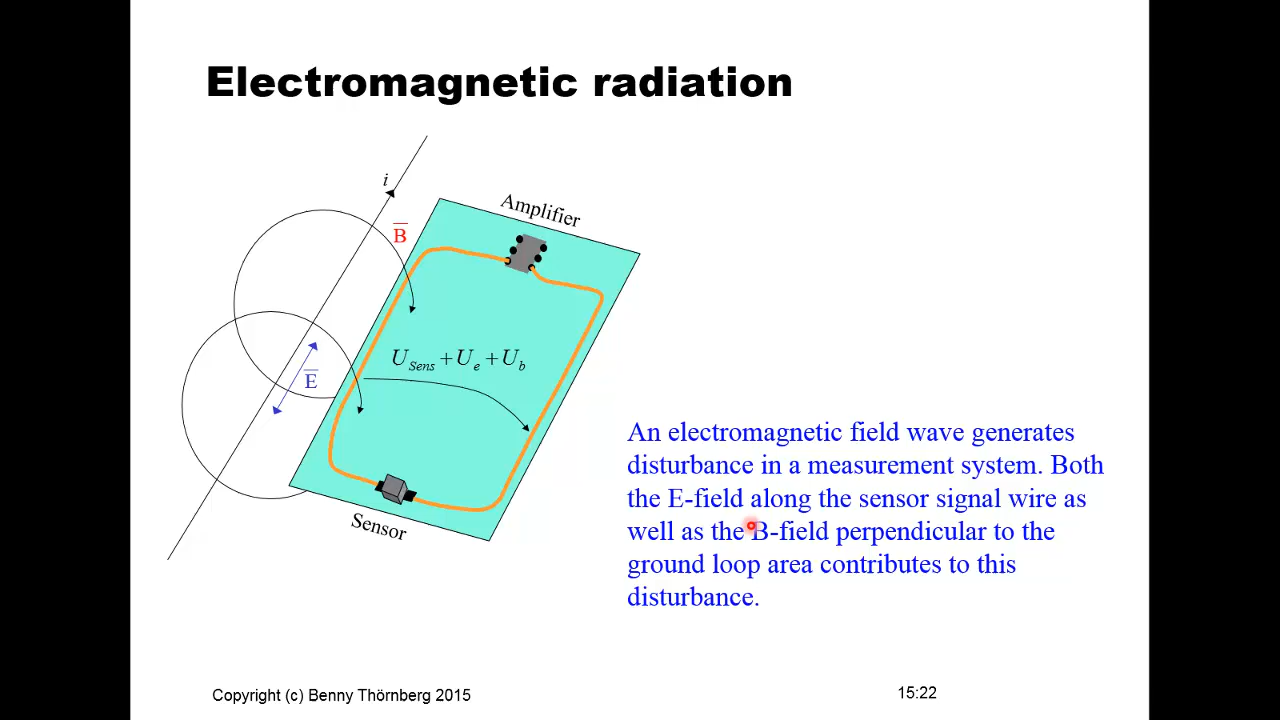 Electromagnetic radiation
i
B
Amplifier
E
U_Sens + U_e + U_b
Sensor
An electromagnetic field wave generates
disturbance in a measurement system. Both
the E-field along the sensor signal wire as
well as the B-field perpendicular to the
ground loop area contributes to this
disturbance.
Copyright (c) Benny Thörnberg 2015
15:22